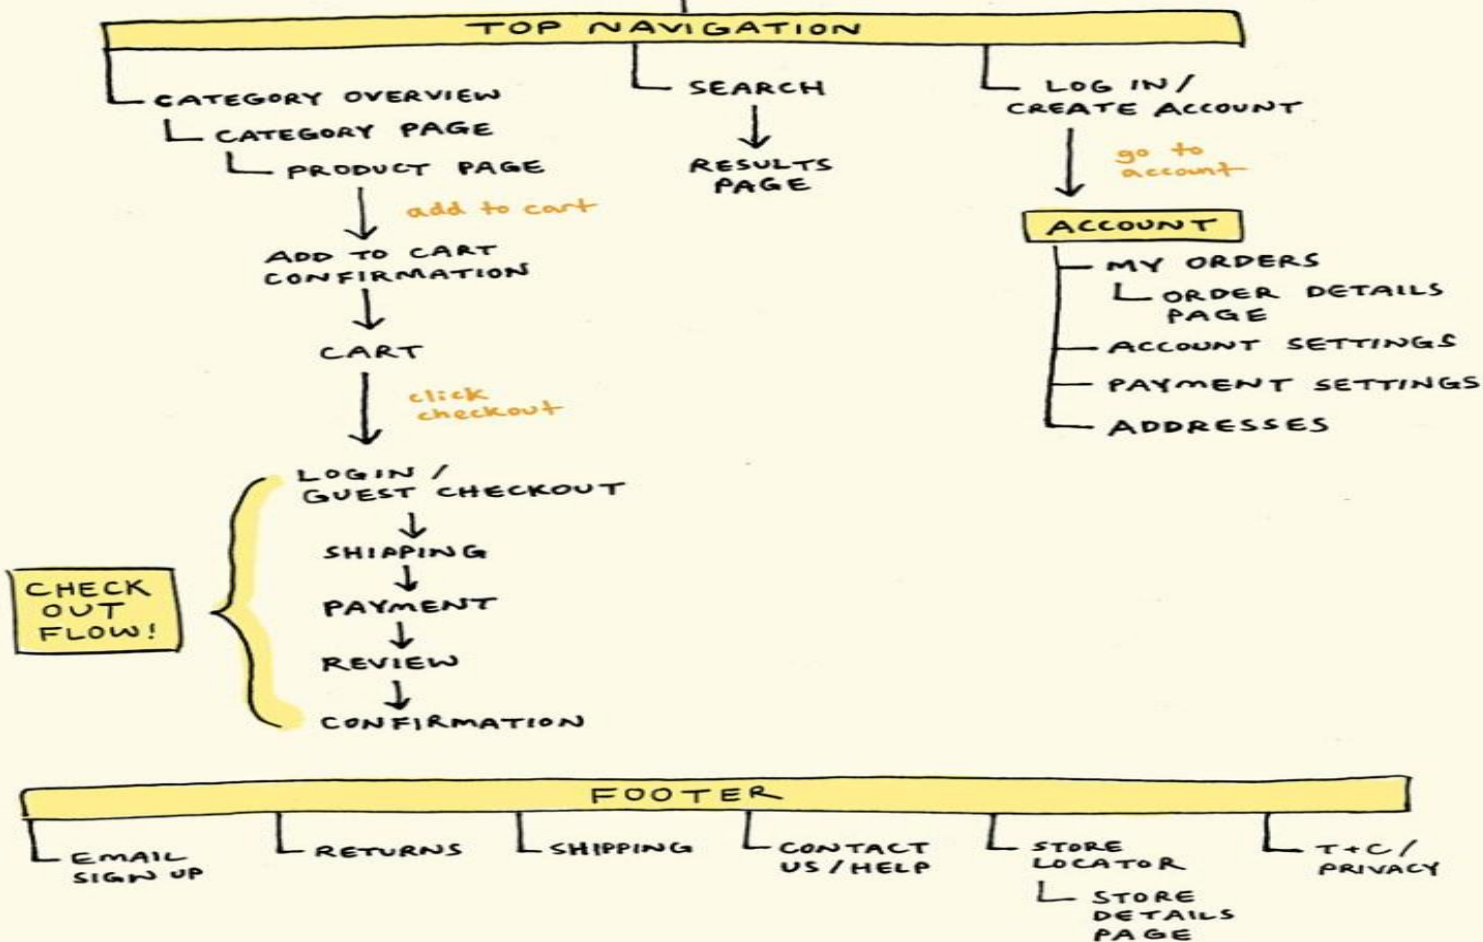 TOP NAVIGATION
CATEGORY OVERVIEW
CATEGORY PAGE
PRODUCT PAGE
add to cart
ADD TO CART
CONFIRMATION
CART
click
checkout
CHECK
OUT
FLOW!
LOGIN /
GUEST CHECKOUT
SHIPPING
PAYMENT
REVIEW
CONFIRMATION
SEARCH
RESULTS
PAGE
LOG IN/
CREATE ACCOUNT
go to
account
ACCOUNT
MY ORDERS
ORDER DETAILS
PAGE
ACCOUNT SETTINGS
PAYMENT SETTINGS
ADDRESSES
FOOTER
EMAIL
SIGN UP
RETURNS
SHIPPING
CONTACT
US/HELP
STORE
LOCATOR
STORE
DETAILS
PAGE
T+C/
PRIVACY